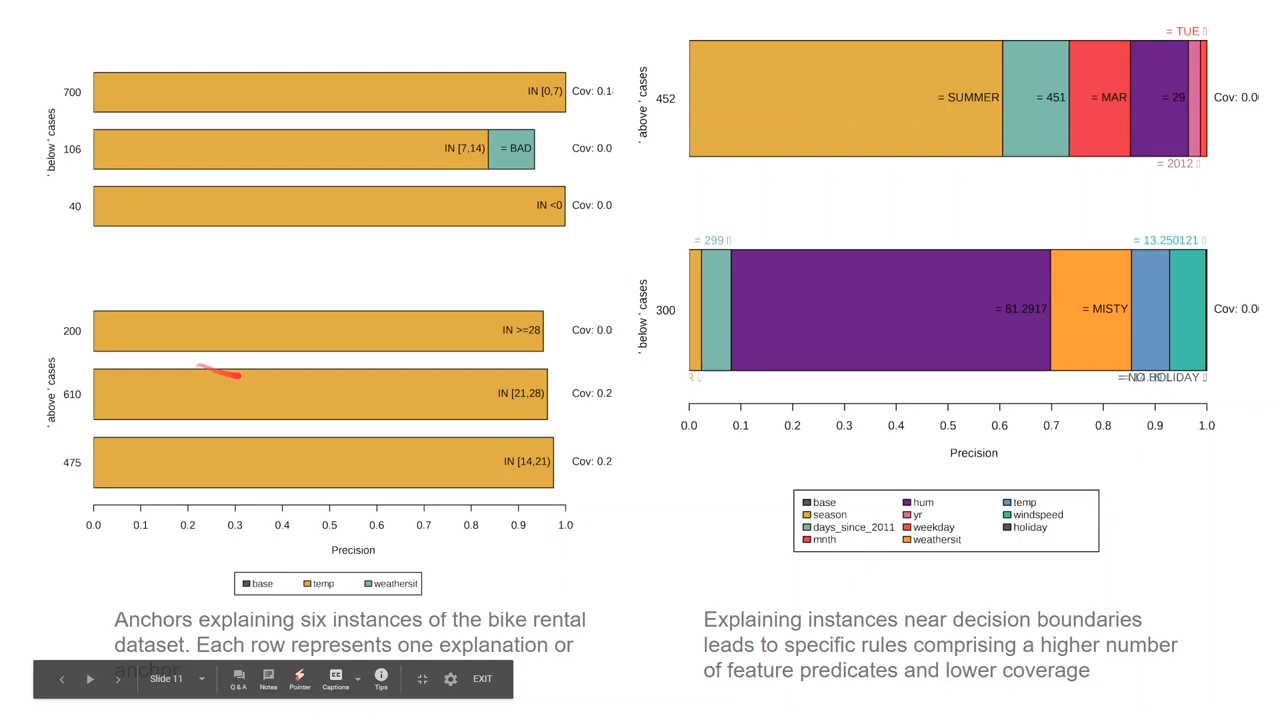 ' below ' cases
700
IN [0,7)
Cov: 0.1
106
IN [7,14)
= BAD
Cov: 0.0
40
IN <0
Cov: 0.0
' above ' cases
200
IN >=28
Cov: 0.0
610
IN [21,28)
Cov: 0.2
475
IN [14,21)
Cov: 0.2
0.0 0.1 0.2 0.3 0.4 0.5 0.6 0.7 0.8 0.9 1.0
Precision
base temp weathersit
Anchors explaining six instances of the bike rental
dataset. Each row represents one explanation or
anchor
= TUE
' above ' cases
452
= SUMMER
= 451
= MAR
= 29
Cov: 0.0
= 2012
= 299
= 13.250121
' below ' cases
300
= 81.2917
= MISTY
Cov: 0.0
= NO HOLIDAY
0.0 0.1 0.2 0.3 0.4 0.5 0.6 0.7 0.8 0.9 1.0
Precision
base hum temp
season yr windspeed
days_since_2011 weekday holiday
mnth weathersit
Explaining instances near decision boundaries
leads to specific rules comprising a higher number
of feature predicates and lower coverage
Slide 11
Q & A
Notes
Pointer
CC
Captions
Tips
EXIT